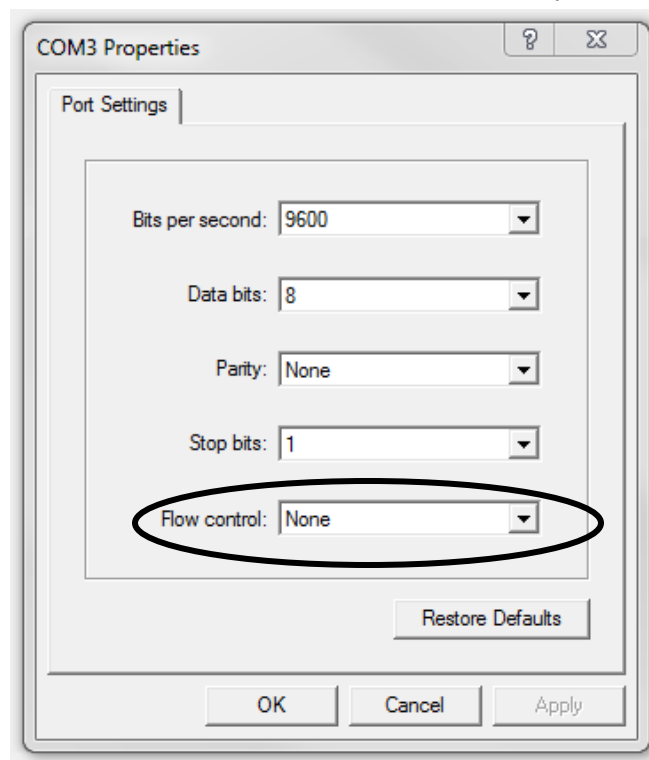 COM3 Properties
Port Settings
Bits per second: 9600
Data bits: 8
Parity: None
Stop bits: 1
Flow control: None
Restore Defaults
OK Cancel Apply